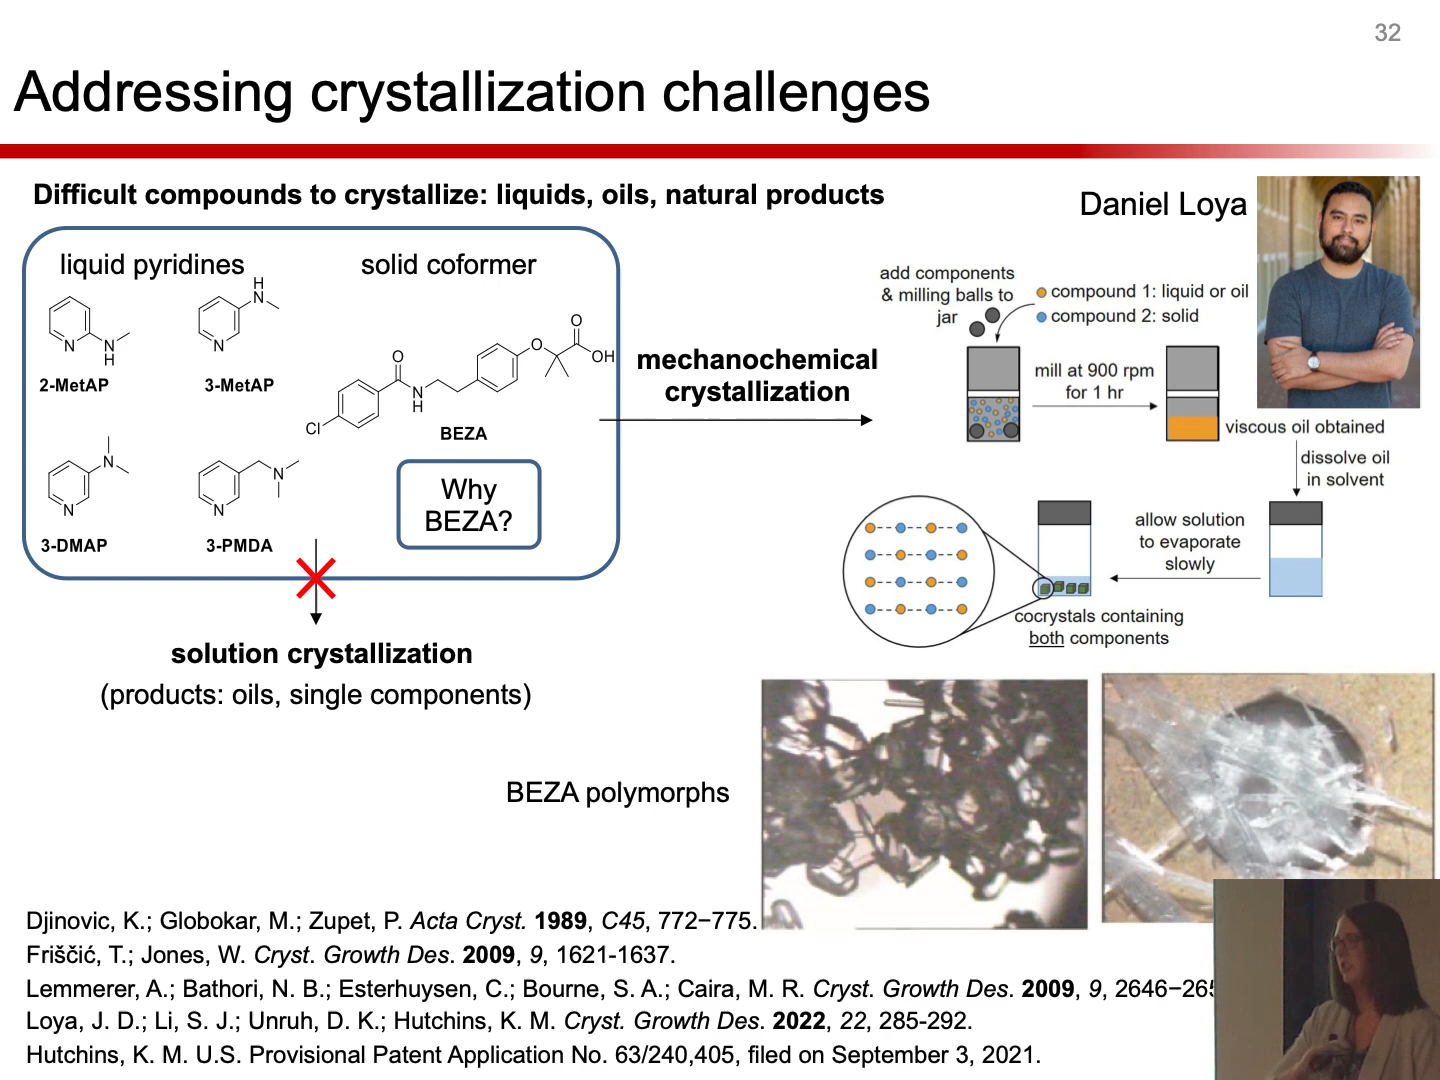 32
Addressing crystallization challenges
Difficult compounds to crystallize: liquids, oils, natural products
Daniel Loya
liquid pyridines
solid coformer
N
N
H
2-MetAP
N
H
N
3-MetAP
O
N
H
Cl
O
O
OH
BEZA
N
N
3-DMAP
N
N
3-PMDA
Why
BEZA?
mechanochemical
crystallization
add components
& milling balls to
jar
compound 1: liquid or oil
compound 2: solid
mill at 900 rpm
for 1 hr
viscous oil obtained
dissolve oil
in solvent
allow solution
to evaporate
slowly
cocrystals containing
both components
solution crystallization
(products: oils, single components)
BEZA polymorphs
Djinovic, K.; Globokar, M.; Zupet, P. Acta Cryst. 1989, C45, 772−775.
Friščić, T.; Jones, W. Cryst. Growth Des. 2009, 9, 1621-1637.
Lemmerer, A.; Bathori, N. B.; Esterhuysen, C.; Bourne, S. A.; Caira, M. R. Cryst. Growth Des. 2009, 9, 2646−
Loya, J. D.; Li, S. J.; Unruh, D. K.; Hutchins, K. M. Cryst. Growth Des. 2022, 22, 285-292.
Hutchins, K. M. U.S. Provisional Patent Application No. 63/240,405, filed on September 3, 2021.